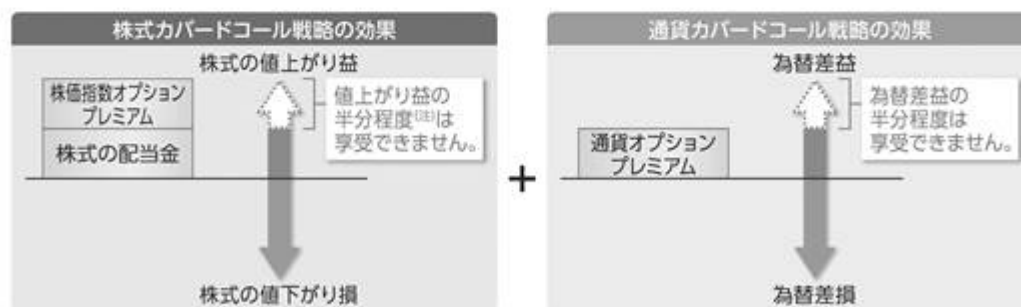 株式カバードコール戦略の効果
株式の値上がり益
株価指数オプション
プレミアム
株式の配当金
値上がり益の
半分程度(注)は
享受できません。
株式の値下がり損
+
通貨カバードコール戦略の効果
為替差益
通貨オプション
プレミアム
為替差益の
半分程度は
享受できません。
為替差損